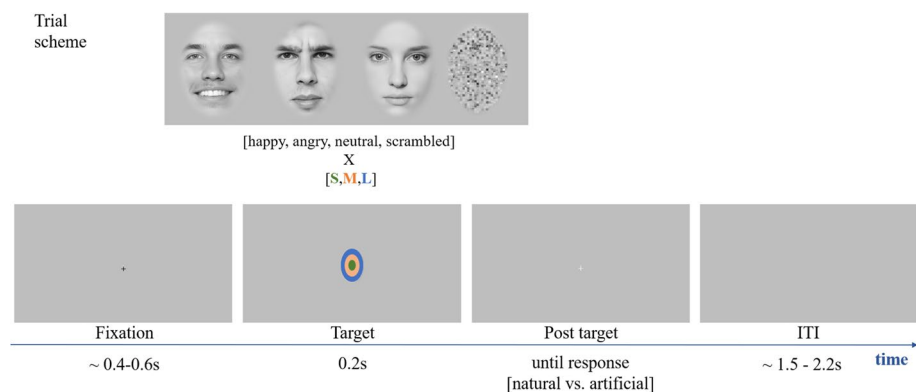 Trial
scheme
[happy, angry, neutral, scrambled]
X
[S,M,L]
Fixation
Target
Post target
ITI
time
~ 0.4-0.6s
0.2s
until response
[natural vs. artificial]
~ 1.5 - 2.2s